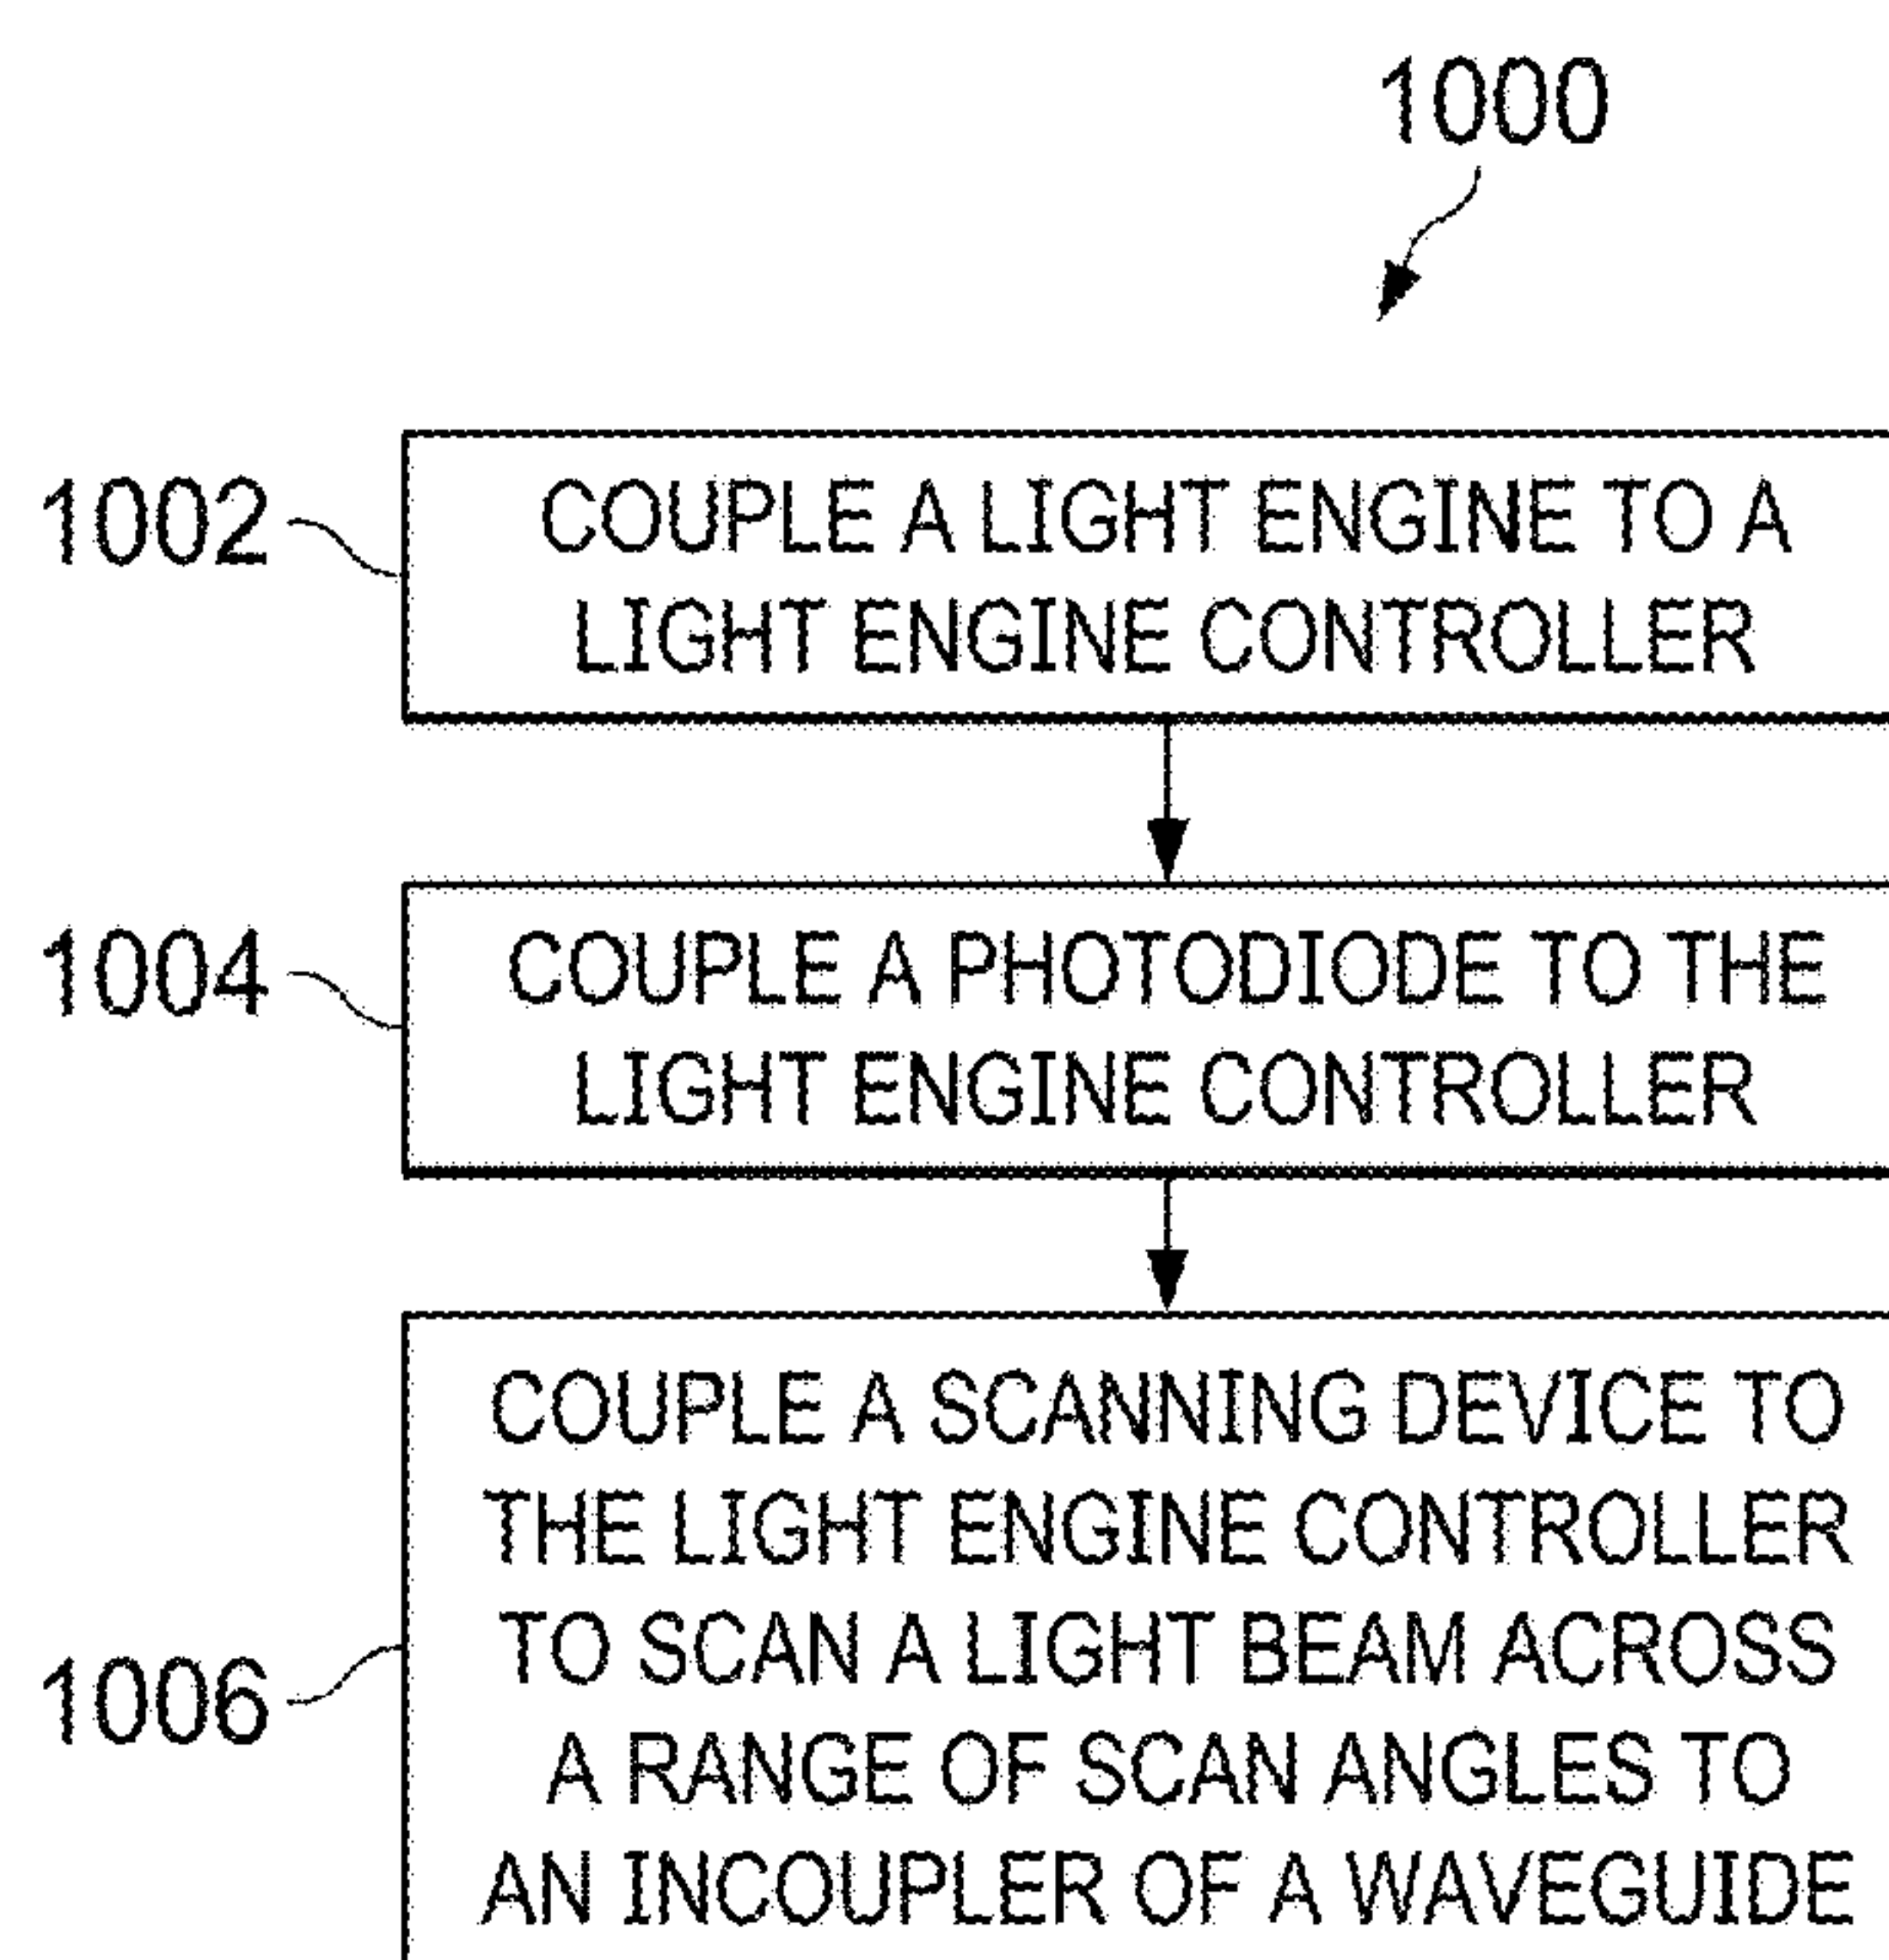 1000
1002
COUPLE A LIGHT ENGINE TO A
LIGHT ENGINE CONTROLLER
1004
COUPLE A PHOTODIODE TO THE
LIGHT ENGINE CONTROLLER
1006
COUPLE A SCANNING DEVICE TO
THE LIGHT ENGINE CONTROLLER
TO SCAN A LIGHT BEAM ACROSS
A RANGE OF SCAN ANGLES TO
AN INCOUPLER OF A WAVEGUIDE